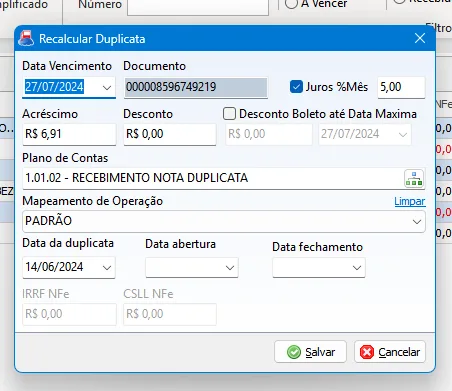 mplificado
Número
A Vencer
Recalcular Duplicata
Filtro
Data Vencimento Documento
27/07/2024 000008596749219 Juros %Mês 5,00
Acréscimo Desconto Desconto Boleto até Data Maxima
R$ 6,91 R$ 0,00 R$ 0,00 27/07/2024
Plano de Contas
1.01.02 - RECEBIMENTO NOTA DUPLICATA
Mapeamento de Operação Limpar
PADRÃO
Data da duplicata Data abertura Data fechamento
14/06/2024
IRRF NFe CSLL NFe
R$ 0,00 R$ 0,00
Salvar Cancelar